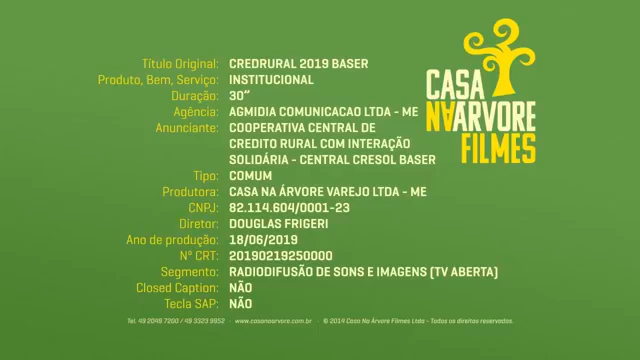 Título Original: CREDRURAL 2019 BASER
Produto, Bem, Serviço: INSTITUCIONAL
Duração: 30”
Agência: AGMIDIA COMUNICACAO LTDA - ME
Anunciante: COOPERATIVA CENTRAL DE
CREDITO RURAL COM INTERAÇÃO
SOLIDÁRIA - CENTRAL CRESOL BASER
Tipo: COMUM
Produtora: CASA NA ÁRVORE VAREJO LTDA - ME
CNPJ: 82.114.604/0001-23
Diretor: DOUGLAS FRIGERI
Ano de produção: 18/06/2019
Nº CRT: 20190219250000
Segmento: RADIODIFUSÃO DE SONS E IMAGENS (TV ABERTA)
Closed Caption: NÃO
Tecla SAP: NÃO
CASA
NAÁRVORE
FILMES
Tel. 49 2049 7200 / 49 3323 9952 · www.casanaarvore.com.br · © 2014 Casa Na Árvore Filmes Ltda - Todos os direitos reservados.